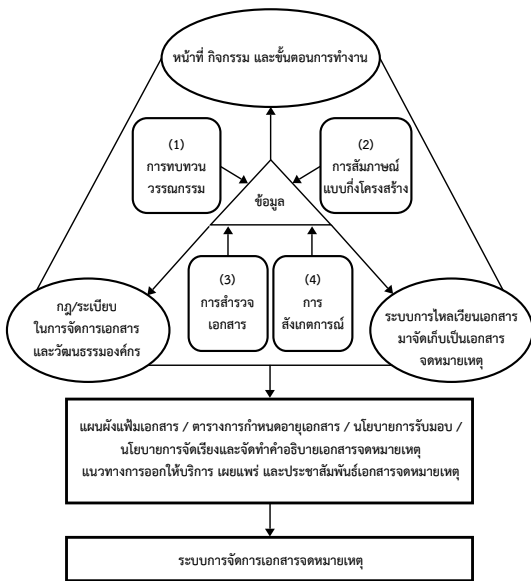 หน้าที่ กิจกรรม และขั้นตอนการทำงาน
(1)
การทบทวน
วรรณกรรม
(2)
การสัมภาษณ์
แบบกึ่งโครงสร้าง
ข้อมูล
(3)
การสำรวจ
เอกสาร
(4)
การ
สังเกตการณ์
กฎ/ระเบียบ
ในการจัดการเอกสาร
และวัฒนธรรมองค์กร
ระบบการไหลเวียนเอกสาร
มาจัดเก็บเป็นเอกสาร
จดหมายเหตุ
แผนผังแฟ้มเอกสาร / ตารางการกำหนดอายุเอกสาร / นโยบายการรับมอบ /
นโยบายการจัดเรียงและจัดทำคำอธิบายเอกสารจดหมายเหตุ
แนวทางการออกให้บริการ เผยแพร่ และประชาสัมพันธ์เอกสารจดหมายเหตุ
ระบบการจัดการเอกสารจดหมายเหตุ